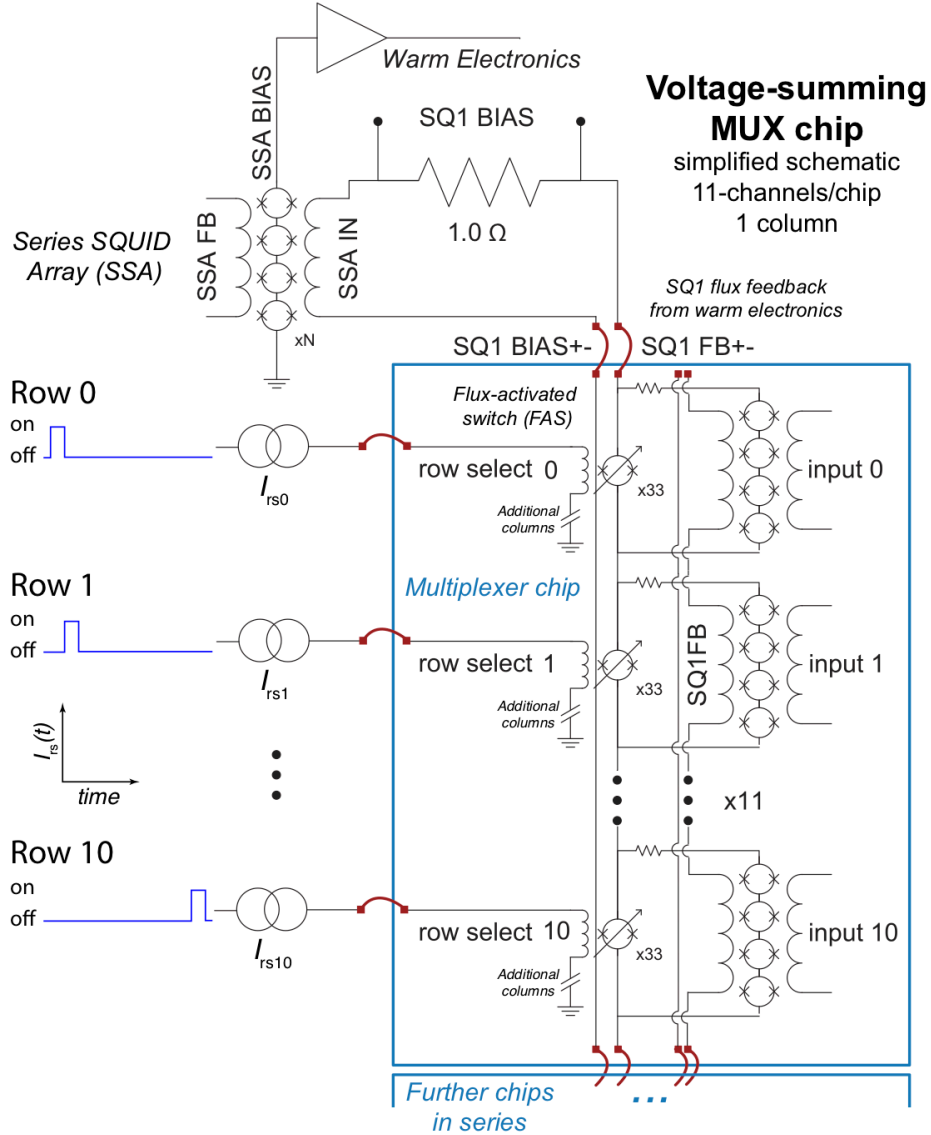 Warm Electronics
SSA BIAS
SQ1 BIAS
1.0 Ω
Voltage-summing
MUX chip
simplified schematic
11-channels/chip
1 column
Series SQUID
Array (SSA)
SSA FB
SSA IN
xN
SQ1 flux feedback
from warm electronics
SQ1 BIAS+-
SQ1 FB+-
Row 0
on
off
Irs0
Flux-activated
switch (FAS)
row select 0
x33
Additional
columns
input 0
Multiplexer chip
Row 1
on
off
Irs1
row select 1
x33
Additional
columns
SQ1FB
input 1
Irs(t)
time
x11
Row 10
on
off
Irs10
row select 10
x33
Additional
columns
input 10
Further chips
in series
...